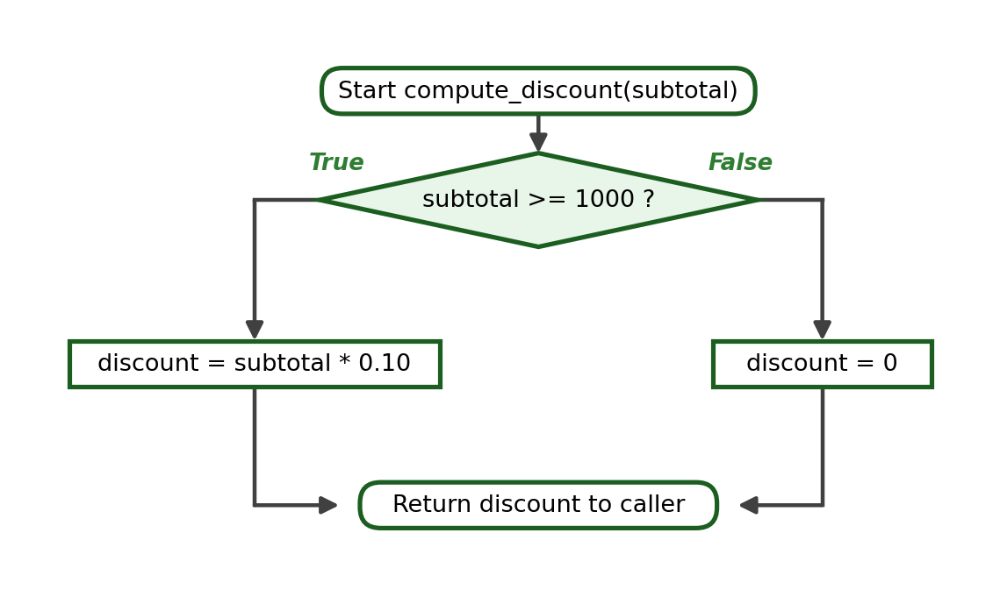 Start compute_discount(subtotal)
True
False
subtotal >= 1000 ?
discount = subtotal * 0.10
discount = 0
Return discount to caller